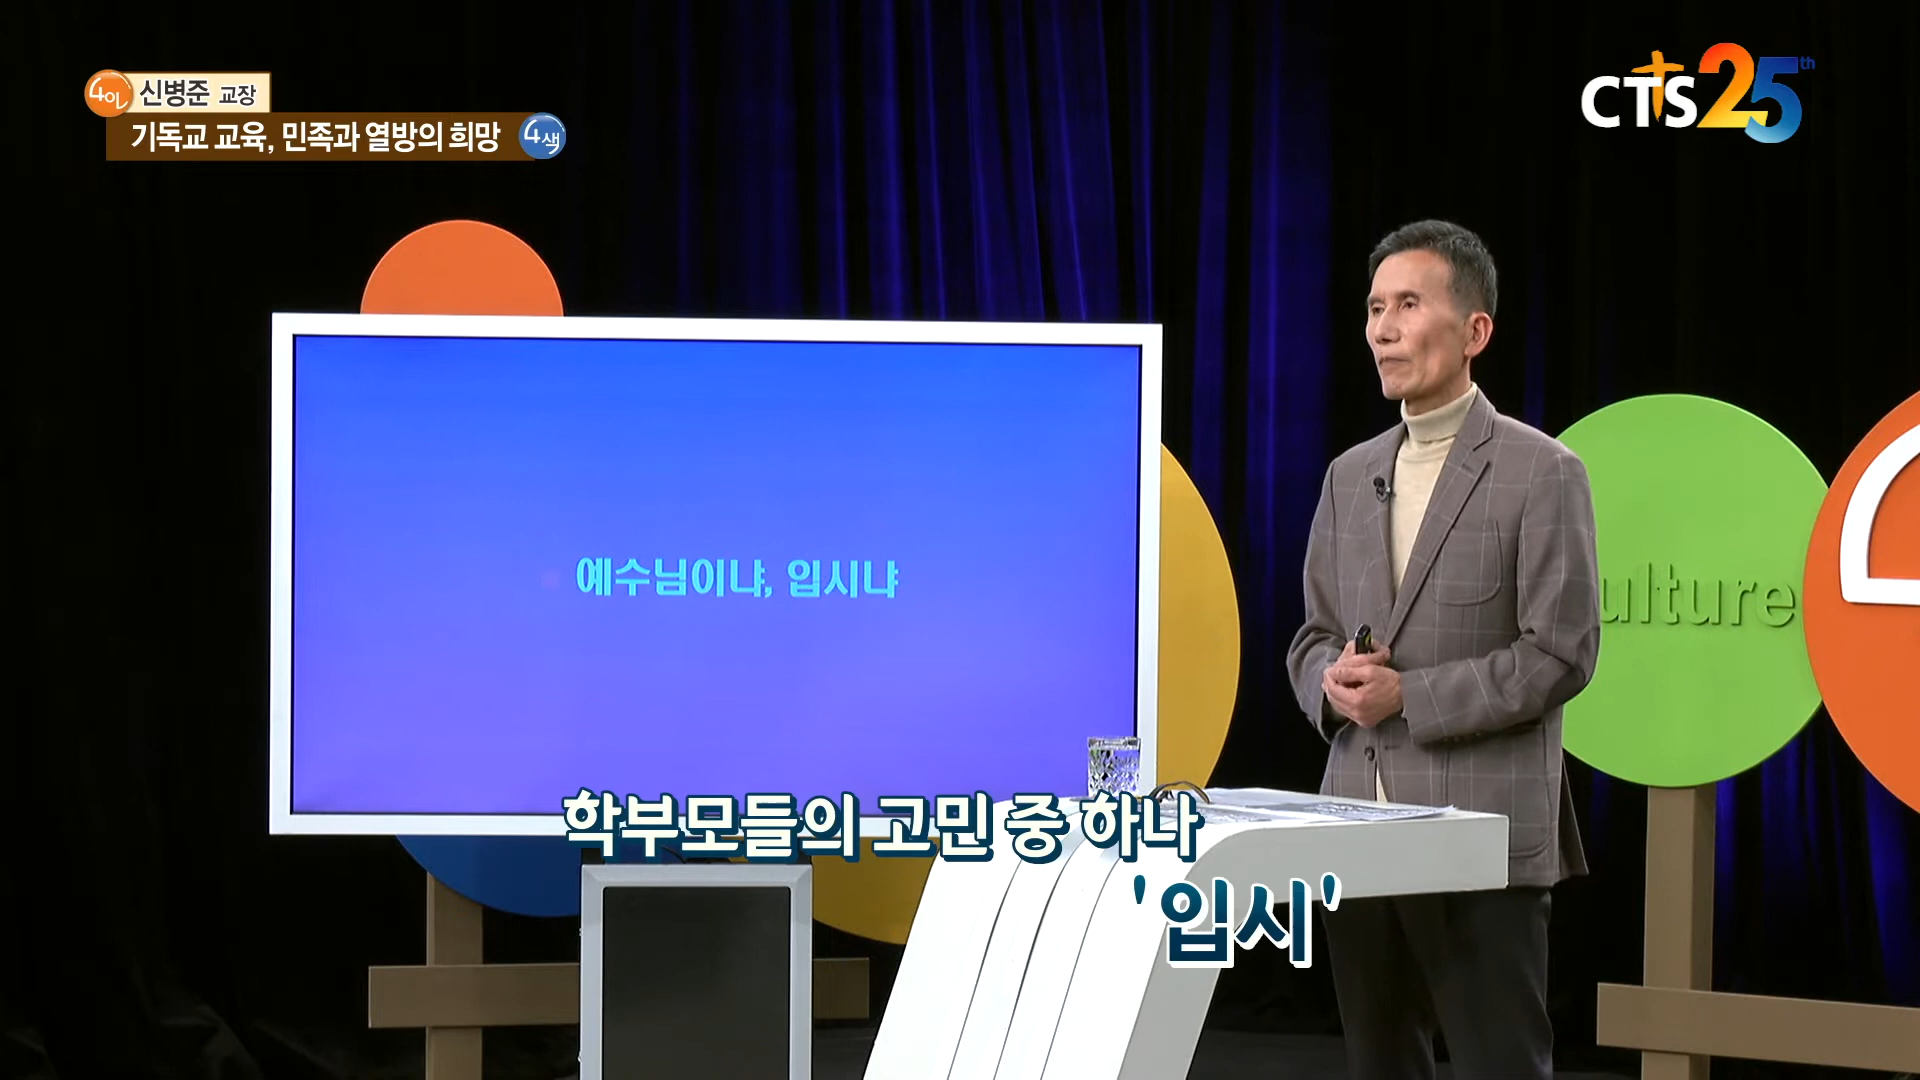 4인
신병준 교장
기독교 교육, 민족과 열방의 희망
4색
CTS25th
예수님이냐, 입시냐
ulture
학부모들의 고민 중 하나
'입시'